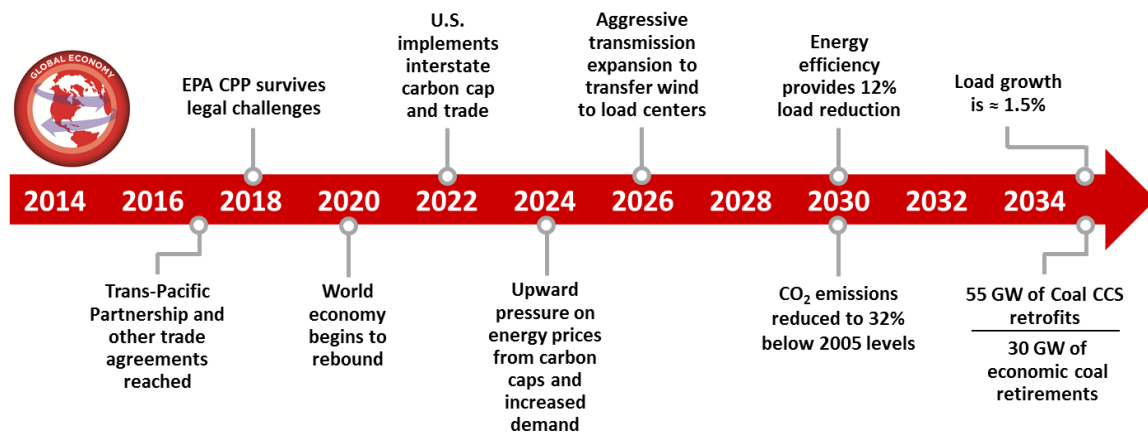 GLOBAL ECONOMY
EPA CPP survives
legal challenges
U.S.
implements
interstate
carbon cap
and trade
Aggressive
transmission
expansion to
transfer wind
to load centers
Energy
efficiency
provides 12%
load reduction
Load growth
is ≈ 1.5%
2014 2016 2018 2020 2022 2024 2026 2028 2030 2032 2034
Trans-Pacific
Partnership and
other trade
agreements
reached
World
economy
begins to
rebound
Upward
pressure on
energy prices
from carbon
caps and
increased
demand
CO₂ emissions
reduced to 32%
below 2005 levels
55 GW of Coal CCS
retrofits
30 GW of
economic coal
retirements